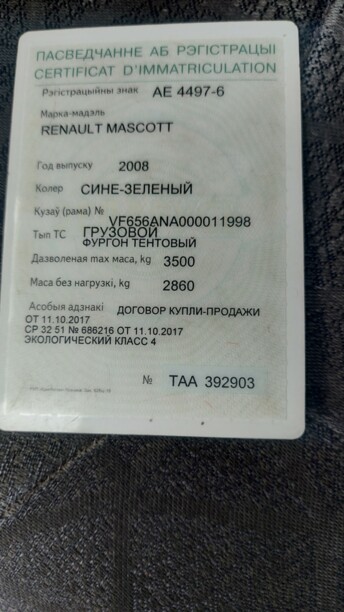 ПАСВЕДЧАННЕ АБ РЭГІСТРАЦЫІ
CERTIFICAT D'IMMATRICULATION
Рэгістрацыйны знак AE 4497-6
Марка-мадэль
RENAULT MASCOTT
Год выпуску 2008
Колер СИНЕ-ЗЕЛЕНЫЙ
Кузаў (рама) № VF656ANA000011998
Тып ТС ГРУЗОВОЙ
ФУРГОН ТЕНТОВЫЙ
Дазволеная max маса, kg 3500
Маса без нагрузкі, kg 2860
Асобыя адзнакі ДОГОВОР КУПЛИ-ПРОДАЖИ
ОТ 11.10.2017
СР 32 51 № 686216 ОТ 11.10.2017
ЭКОЛОГИЧЕСКИЙ КЛАСС 4
№ TAA 392903